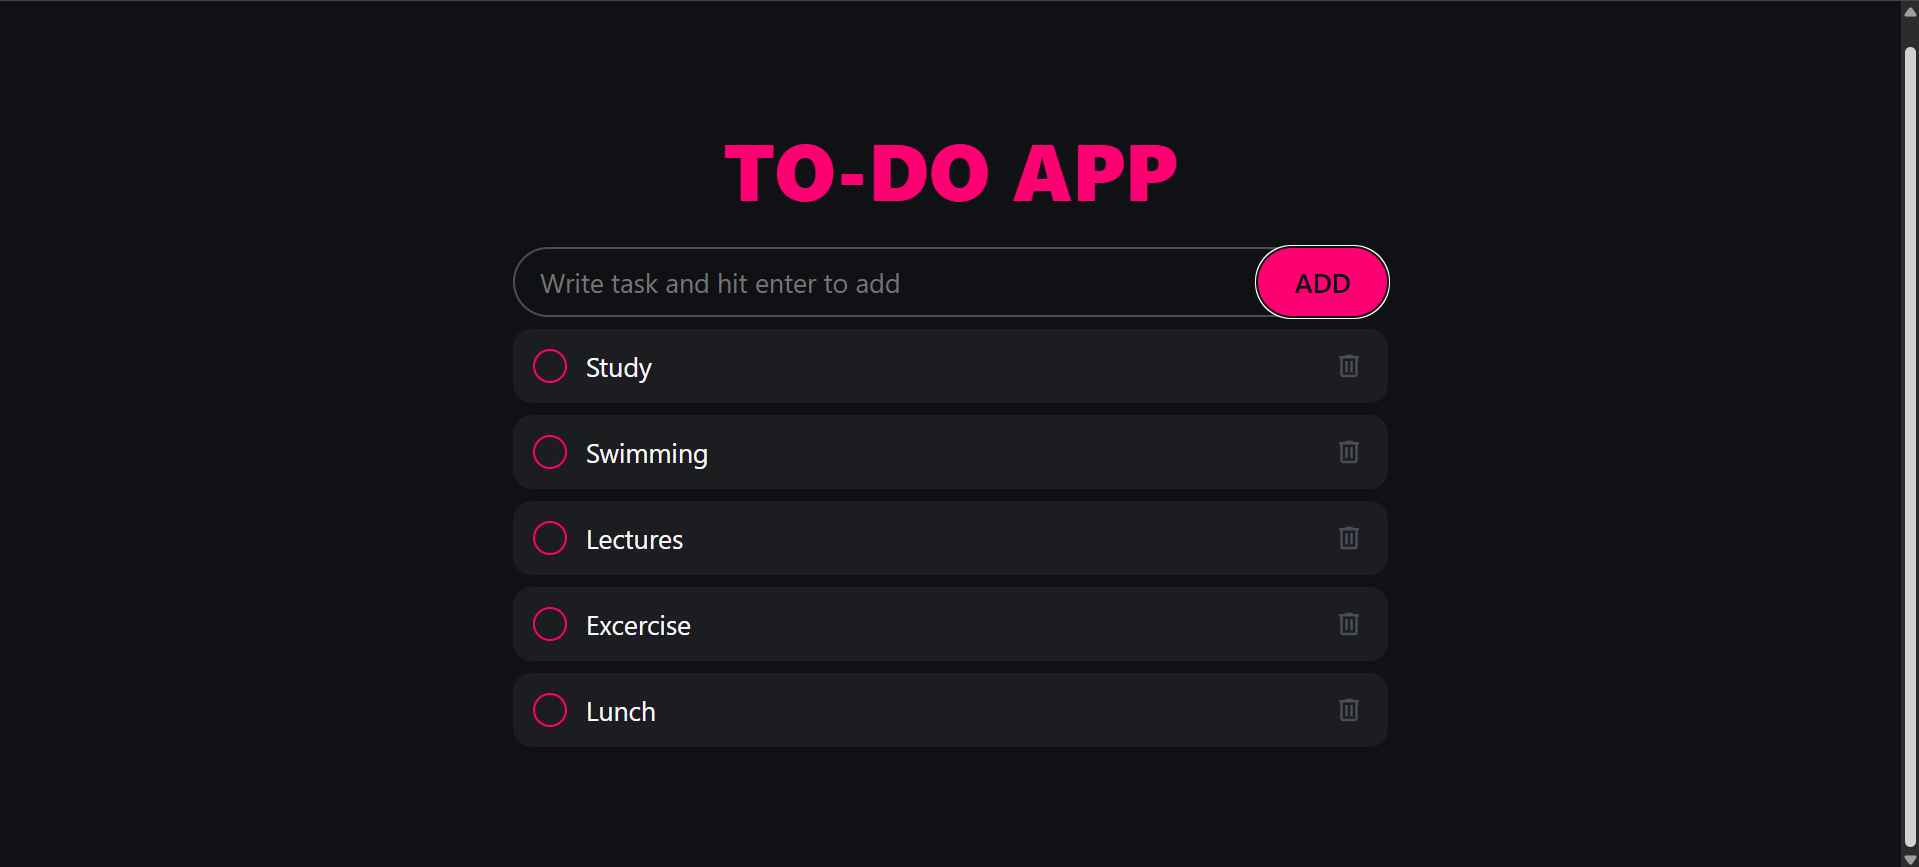 TO-DO APP
Write task and hit enter to add
ADD
Study
Swimming
Lectures
Excercise
Lunch